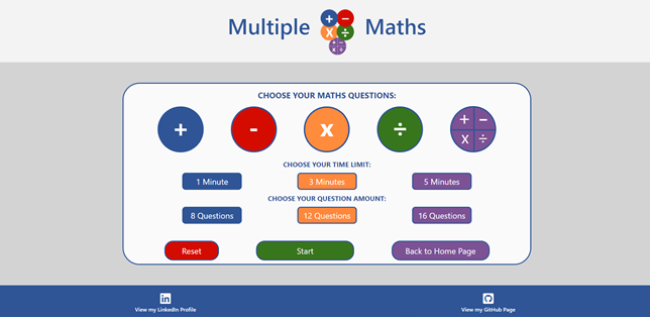 Multiple + - x ÷ + - x ÷ Maths
CHOOSE YOUR MATHS QUESTIONS:
+ - x ÷ + - x ÷
CHOOSE YOUR TIME LIMIT:
1 Minute 3 Minutes 5 Minutes
CHOOSE YOUR QUESTION AMOUNT:
8 Questions 12 Questions 16 Questions
Reset Start Back to Home Page
View my LinkedIn Profile View my GitHub Page